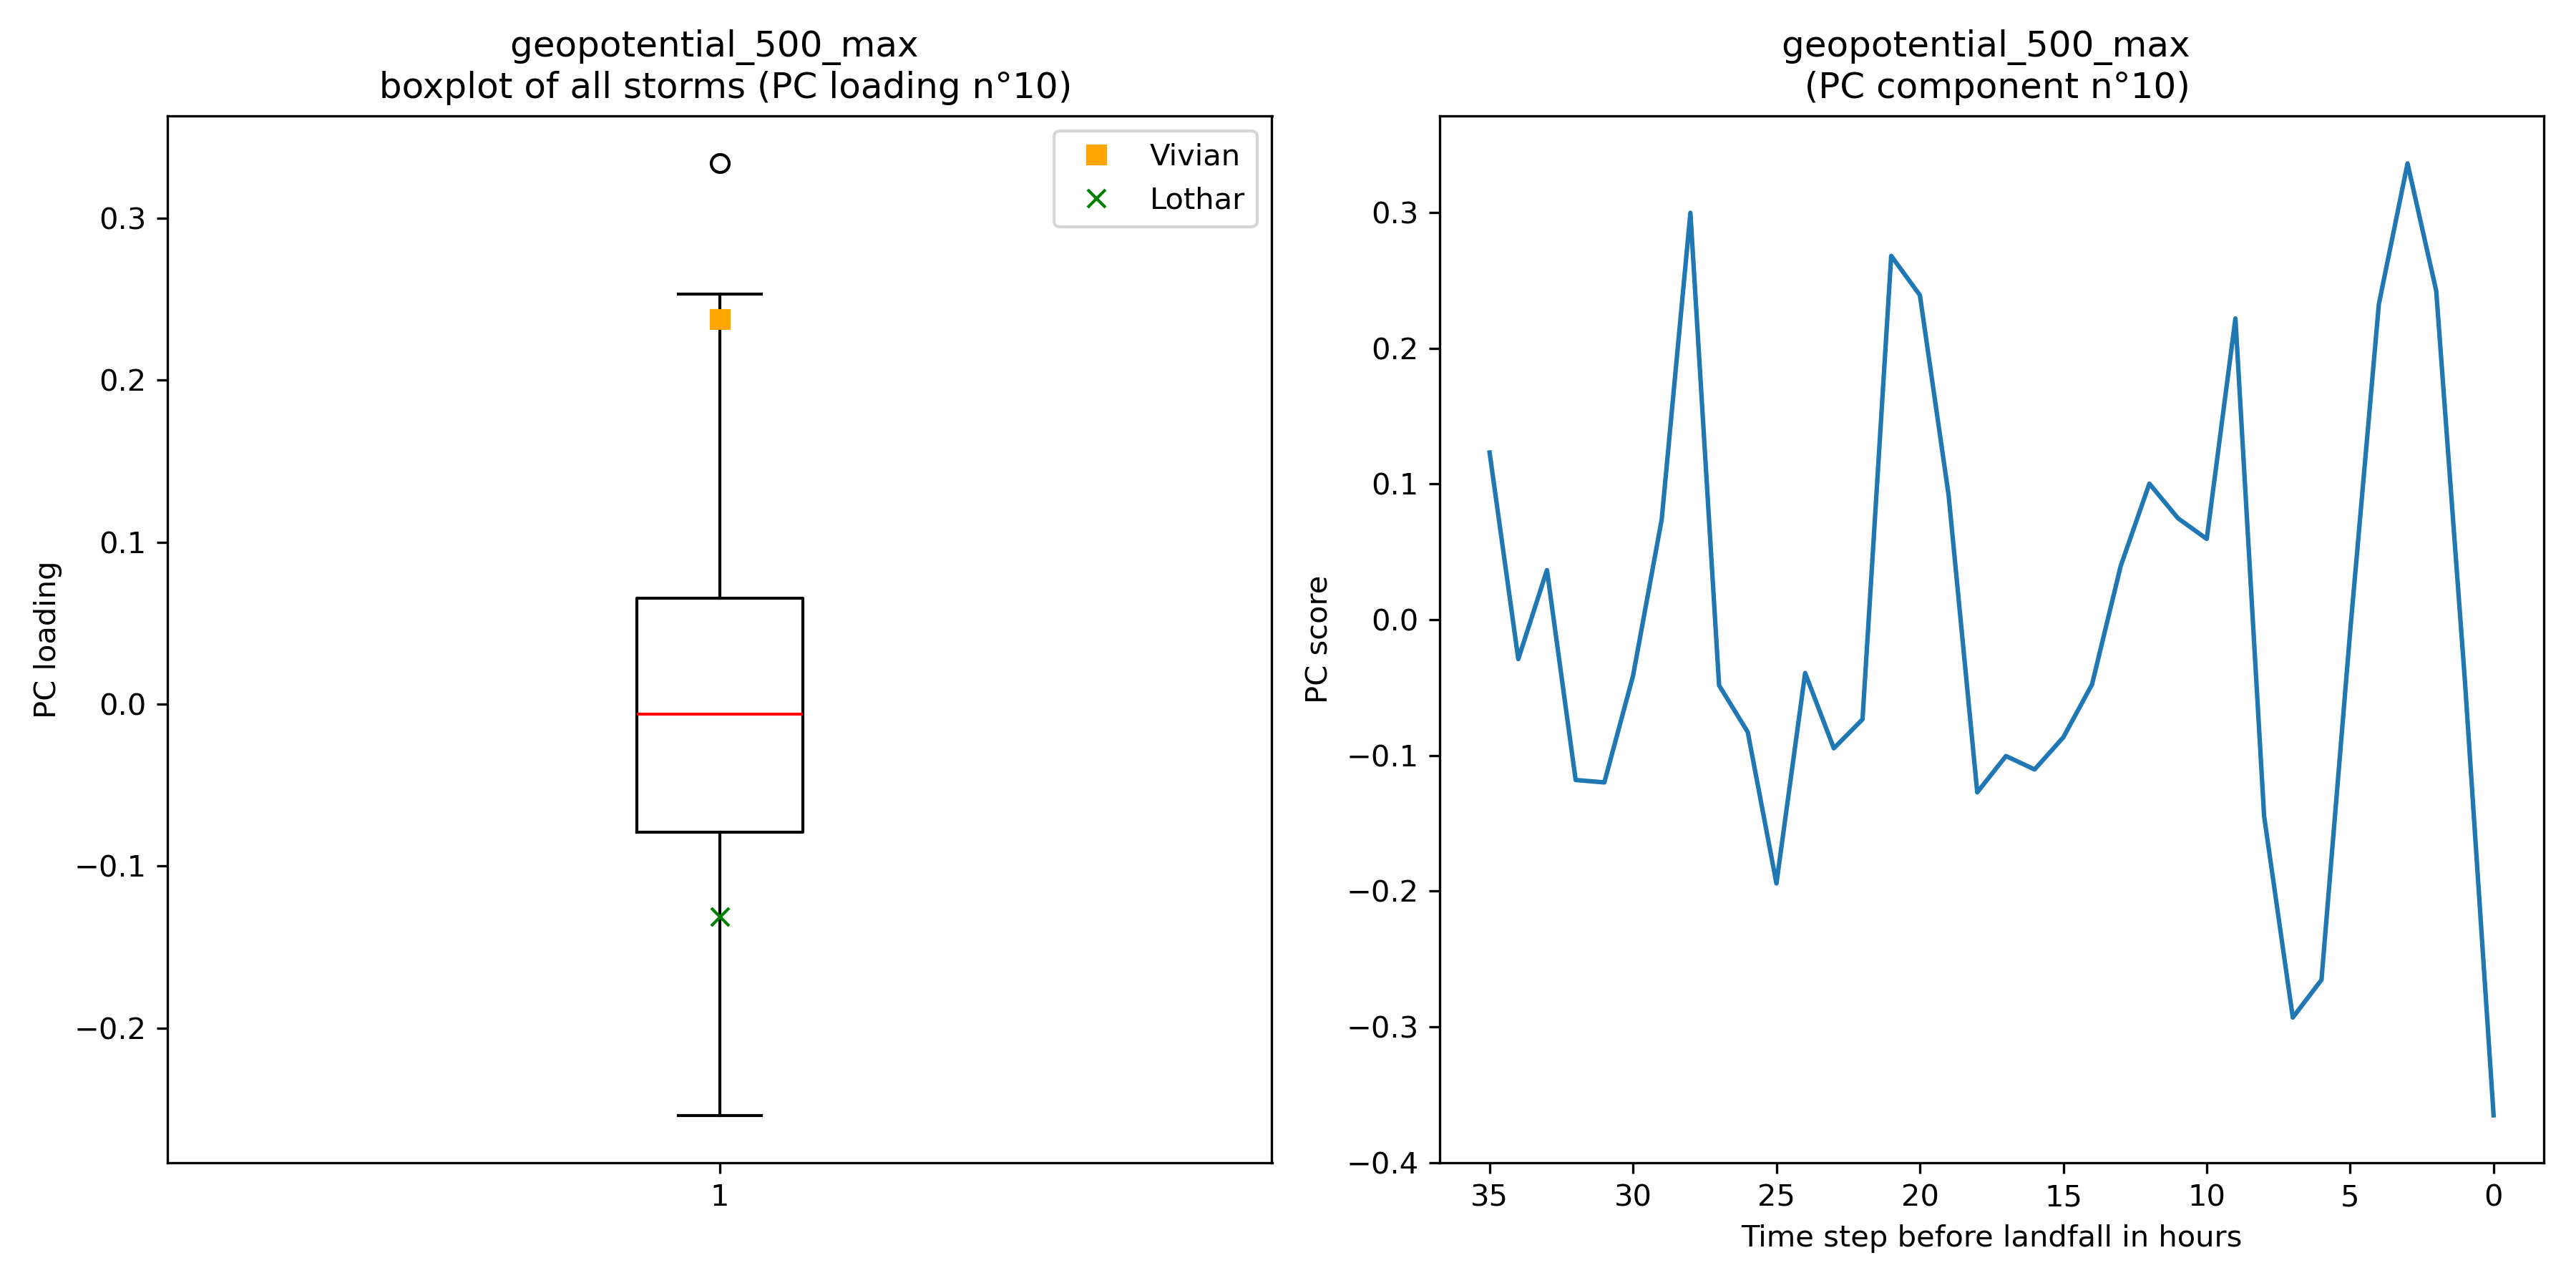 geopotential_500_max
boxplot of all storms (PC loading n°10)
PC loading
0.3
0.2
0.1
0.0
−0.1
−0.2
1
Vivian
Lothar
geopotential_500_max
(PC component n°10)
PC score
0.3
0.2
0.1
0.0
−0.1
−0.2
−0.3
−0.4
35 30 25 20 15 10 5 0
Time step before landfall in hours